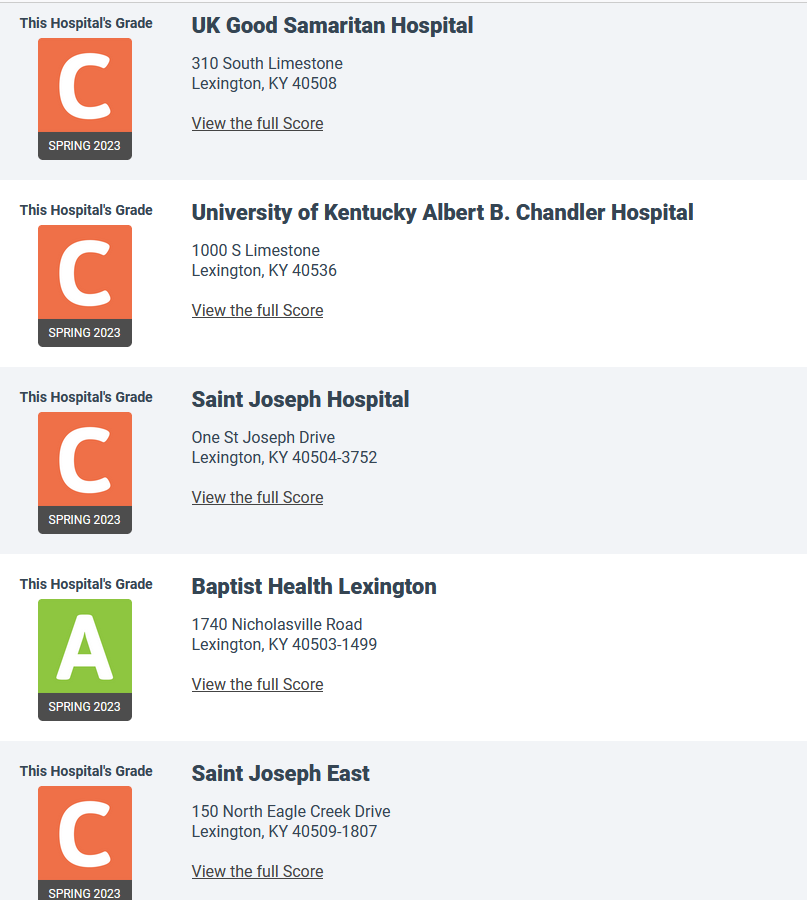 This Hospital's Grade
C
SPRING 2023
UK Good Samaritan Hospital
310 South Limestone
Lexington, KY 40508
View the full Score
This Hospital's Grade
C
SPRING 2023
University of Kentucky Albert B. Chandler Hospital
1000 S Limestone
Lexington, KY 40536
View the full Score
This Hospital's Grade
C
SPRING 2023
Saint Joseph Hospital
One St Joseph Drive
Lexington, KY 40504-3752
View the full Score
This Hospital's Grade
A
SPRING 2023
Baptist Health Lexington
1740 Nicholasville Road
Lexington, KY 40503-1499
View the full Score
This Hospital's Grade
C
SPRING 2023
Saint Joseph East
150 North Eagle Creek Drive
Lexington, KY 40509-1807
View the full Score